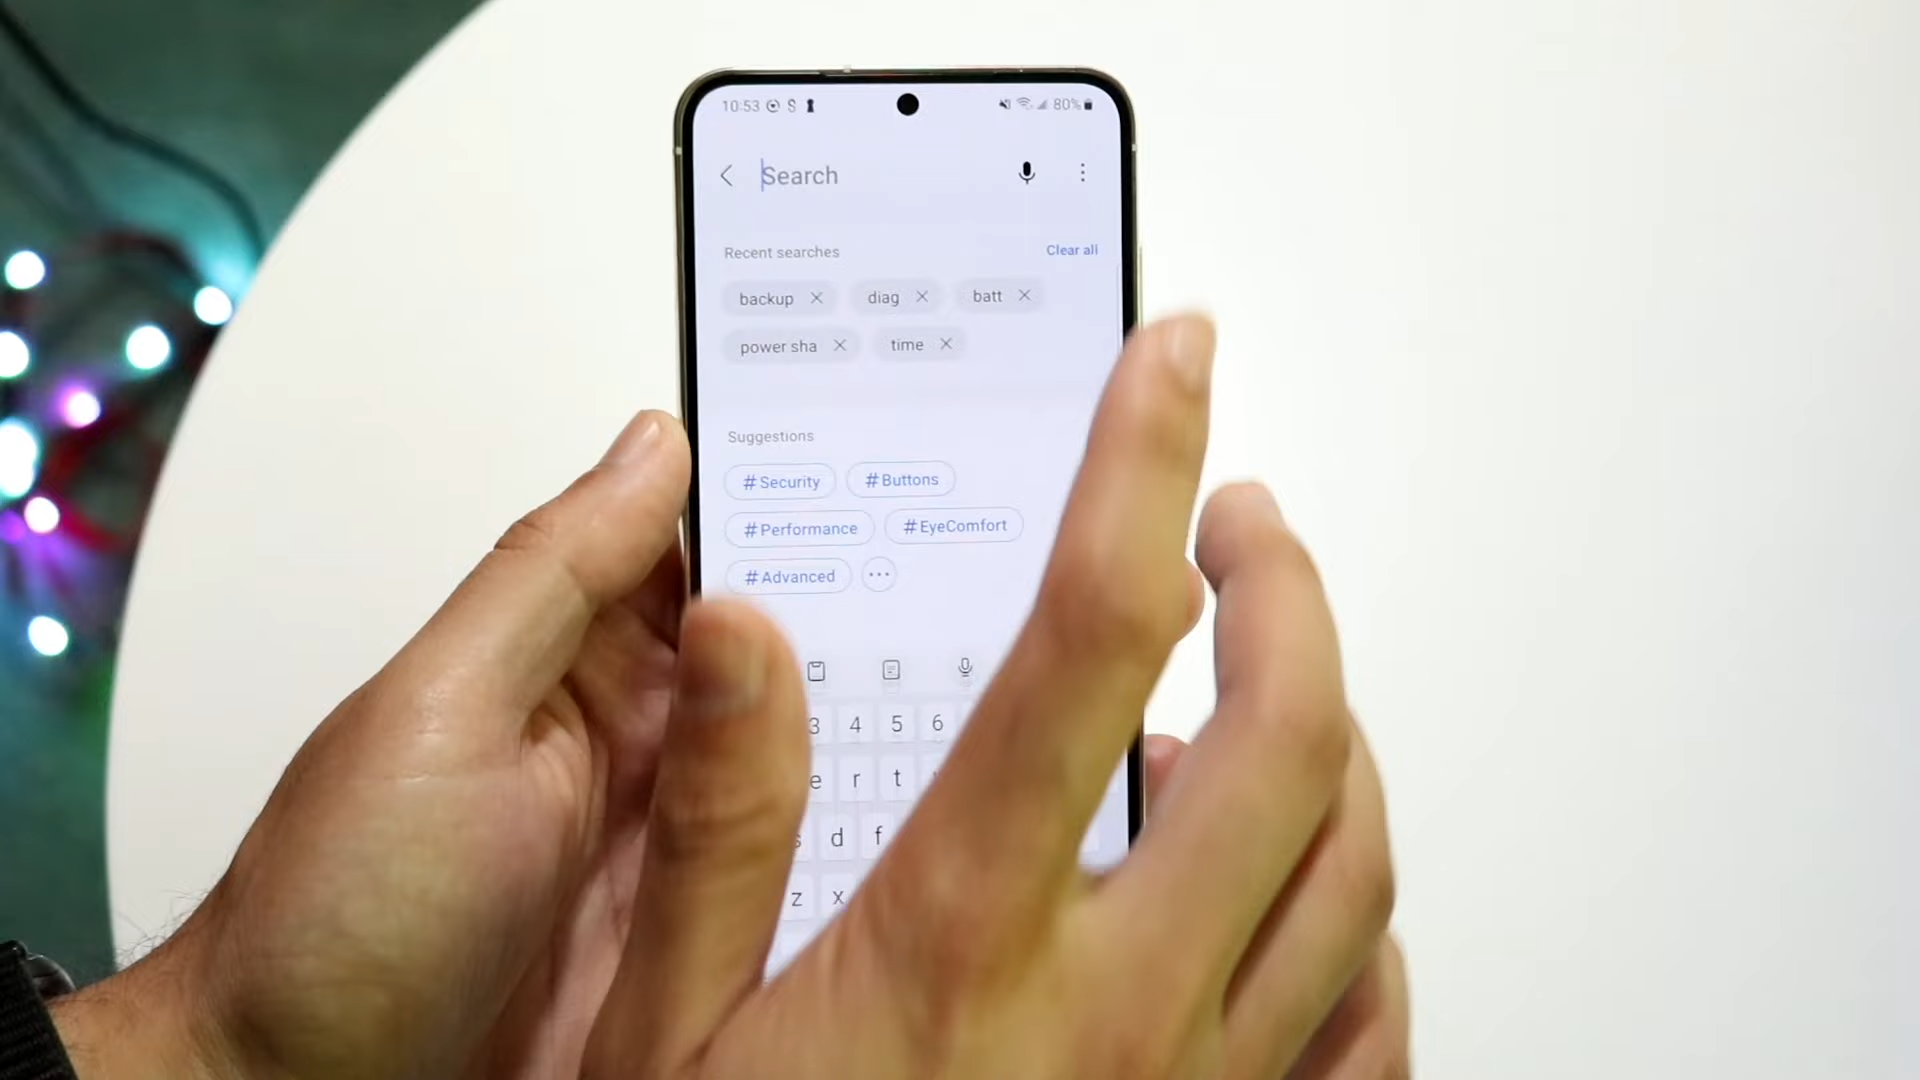 10:53 80%
Search
Recent searches Clear all
backup diag batt
power sha time
Suggestions
#Security #Buttons
#Performance #EyeComfort
#Advanced
3 4 5 6
e r t
s d f
z x